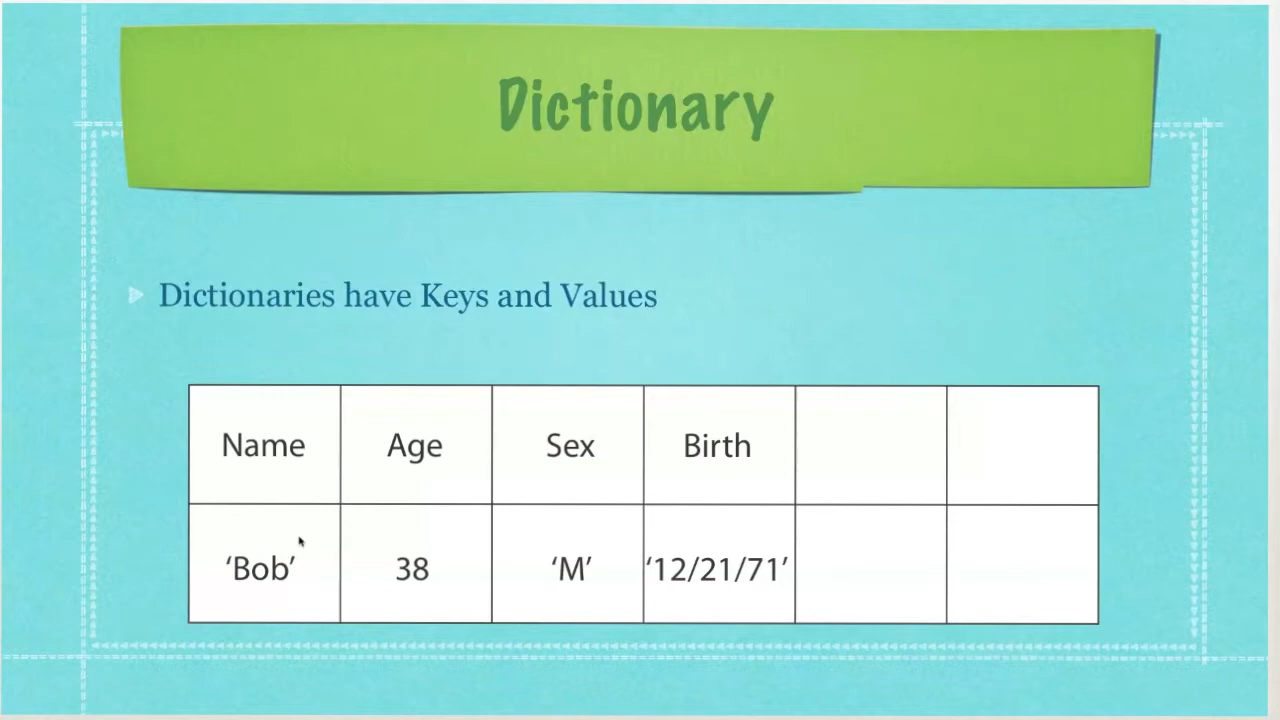 Dictionary
Dictionaries have Keys and Values
Name Age Sex Birth
‘Bob’ 38 ‘M’ ‘12/21/71’